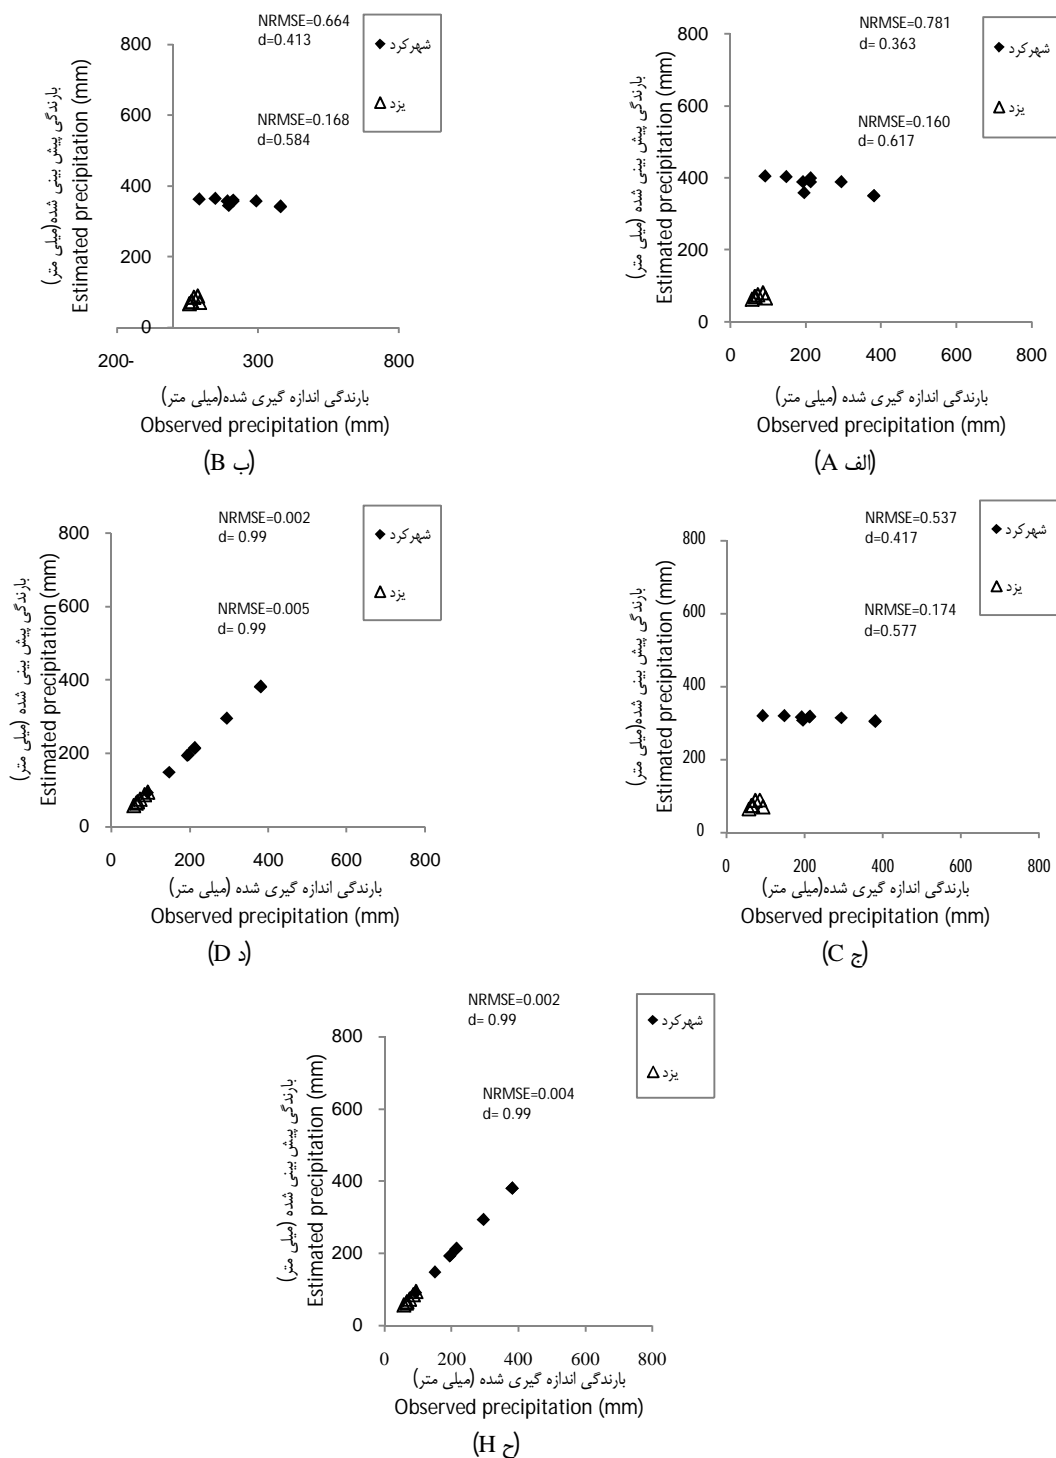 NRMSE=0.781
d= 0.363
شهرکرد
یزد
NRMSE=0.160
d= 0.617
800
600
400
200
0
بارندگی پیش بینی شده(میلی متر)
Estimated precipitation (mm)
0 200 400 600 800
بارندگی اندازه گیری شده (میلی متر)
Observed precipitation (mm)
(الف A)
NRMSE=0.664
d=0.413
شهرکرد
یزد
NRMSE=0.168
d=0.584
800
600
400
200
0
بارندگی پیش بینی شده(میلی متر)
Estimated precipitation (mm)
200- 300 800
بارندگی اندازه گیری شده(میلی متر)
Observed precipitation (mm)
(ب B)
NRMSE=0.537
d=0.417
شهرکرد
یزد
NRMSE=0.174
d=0.577
800
600
400
200
0
بارندگی پیش بینی شده(میلی متر)
Estimated precipitation (mm)
0 200 400 600 800
بارندگی اندازه گیری شده(میلی متر)
Observed precipitation (mm)
(ج C)
NRMSE=0.002
d= 0.99
شهرکرد
یزد
NRMSE=0.005
d= 0.99
800
600
400
200
0
بارندگی پیش بینی شده (میلی متر)
Estimated precipitation (mm)
0 200 400 600 800
بارندگی اندازه گیری شده (میلی متر)
Observed precipitation (mm)
(د D)
NRMSE=0.002
d= 0.99
شهرکرد
یزد
NRMSE=0.004
d= 0.99
800
600
400
200
0
بارندگی پیش بینی شده (میلی متر)
Estimated precipitation (mm)
0 200 400 600 800
بارندگی اندازه گیری شده (میلی متر)
Observed precipitation (mm)
(ح H)